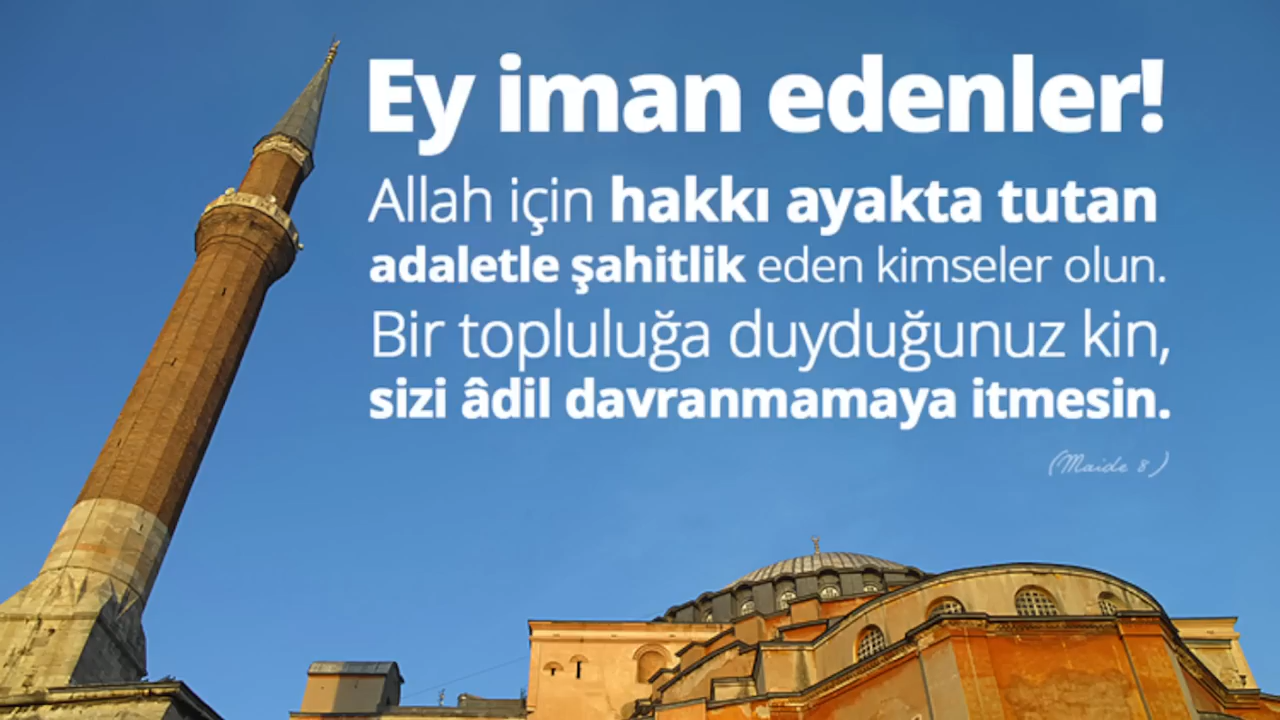 Ey iman edenler!
Allah için hakkı ayakta tutan
adaletle şahitlik eden kimseler olun.
Bir topluluğa duyduğunuz kin,
sizi âdil davranmamaya itmesin.
(Maide 8)